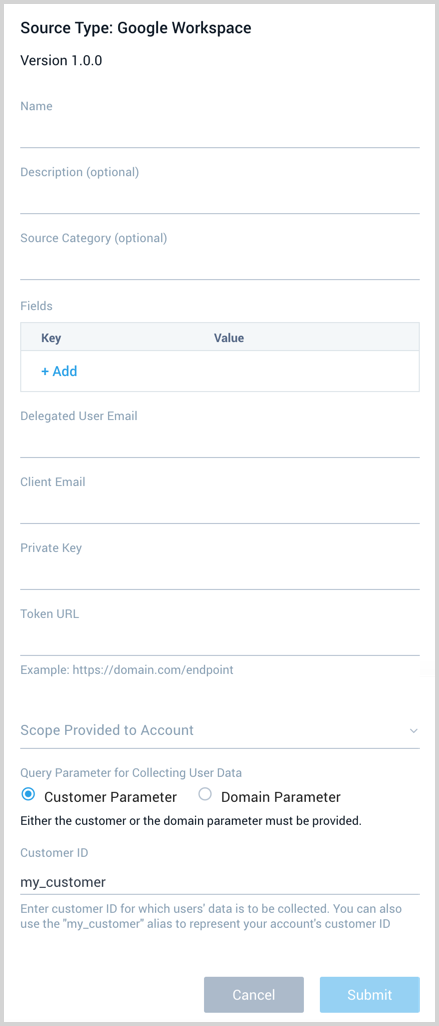 Source Type: Google Workspace
Version 1.0.0
Name
Description (optional)
Source Category (optional)
Fields
Key Value
+ Add
Delegated User Email
Client Email
Private Key
Token URL
Example: https://domain.com/endpoint
Scope Provided to Account
Query Parameter for Collecting User Data
Customer Parameter Domain Parameter
Either the customer or the domain parameter must be provided.
Customer ID
my_customer
Enter customer ID for which users' data is to be collected. You can also
use the "my_customer" alias to represent your account's customer ID
Cancel Submit